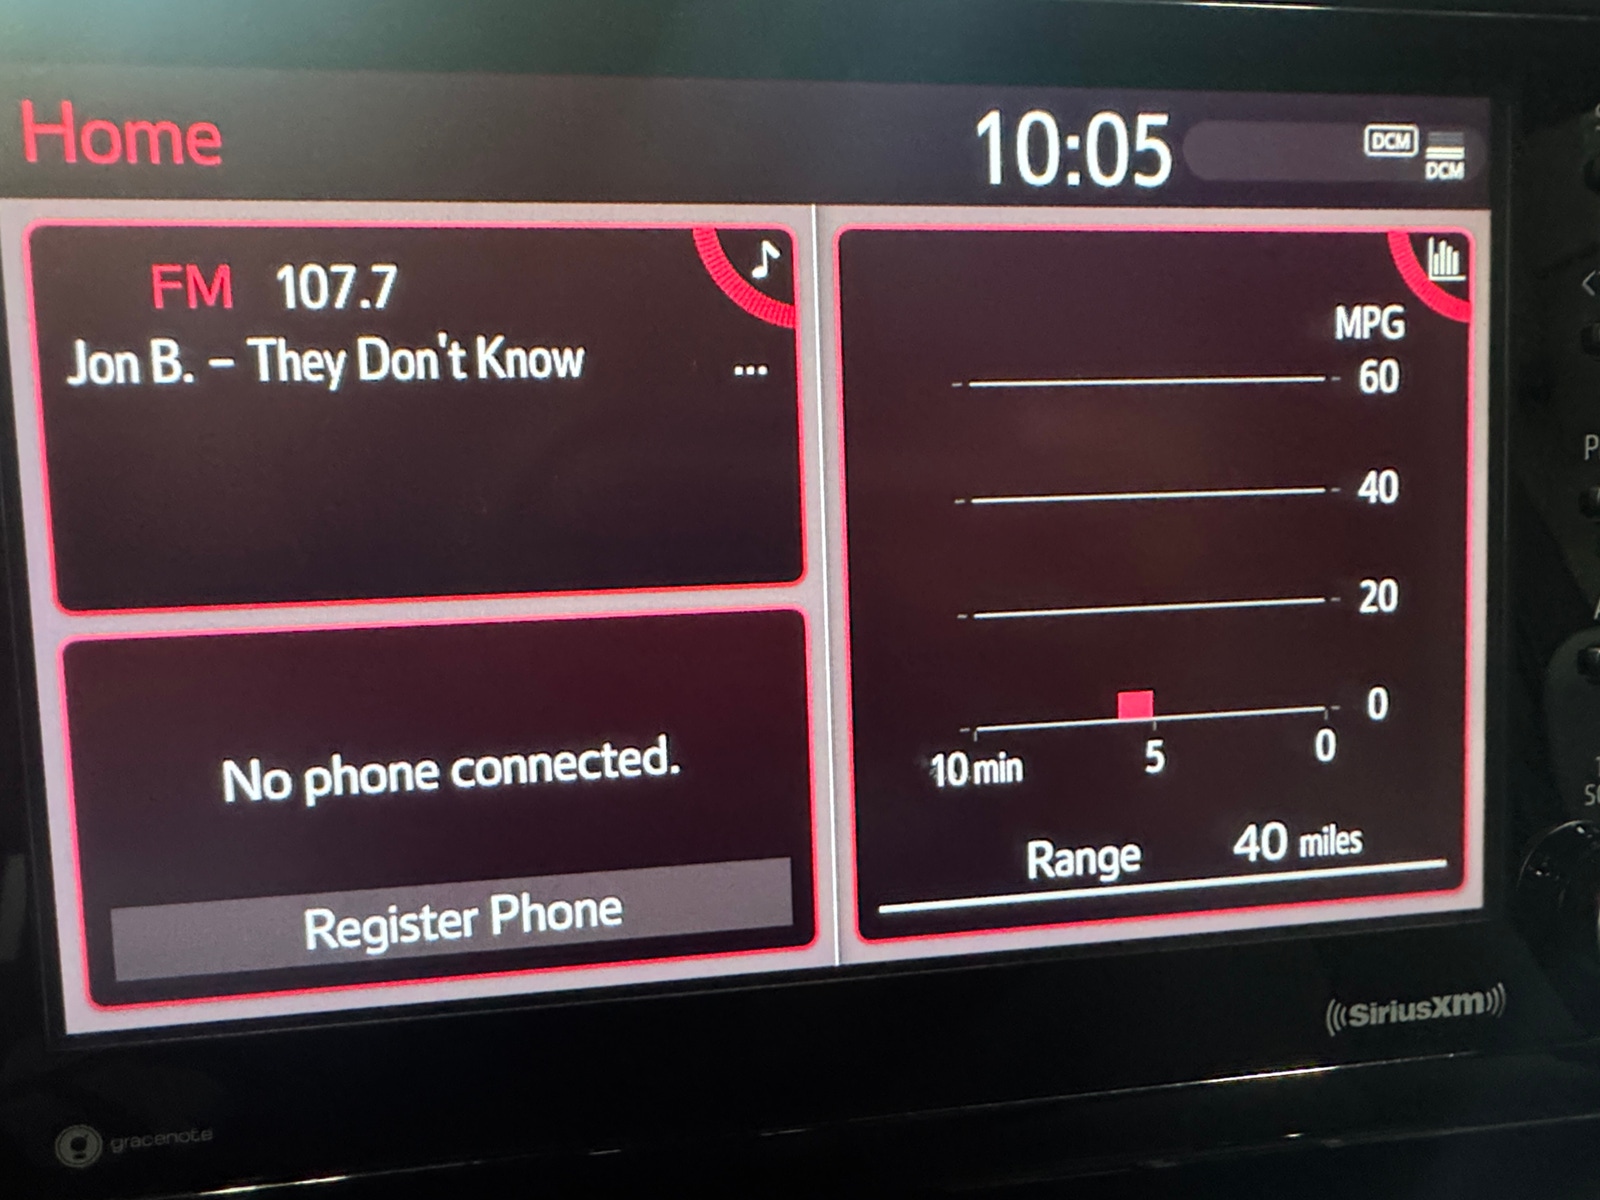 Home
10:05
DCM
DCM
FM 107.7
Jon B. – They Don't Know
...
No phone connected.
Register Phone
MPG
60
40
20
0
10 min
5
0
Range 40 miles
SiriusXM
gracenote